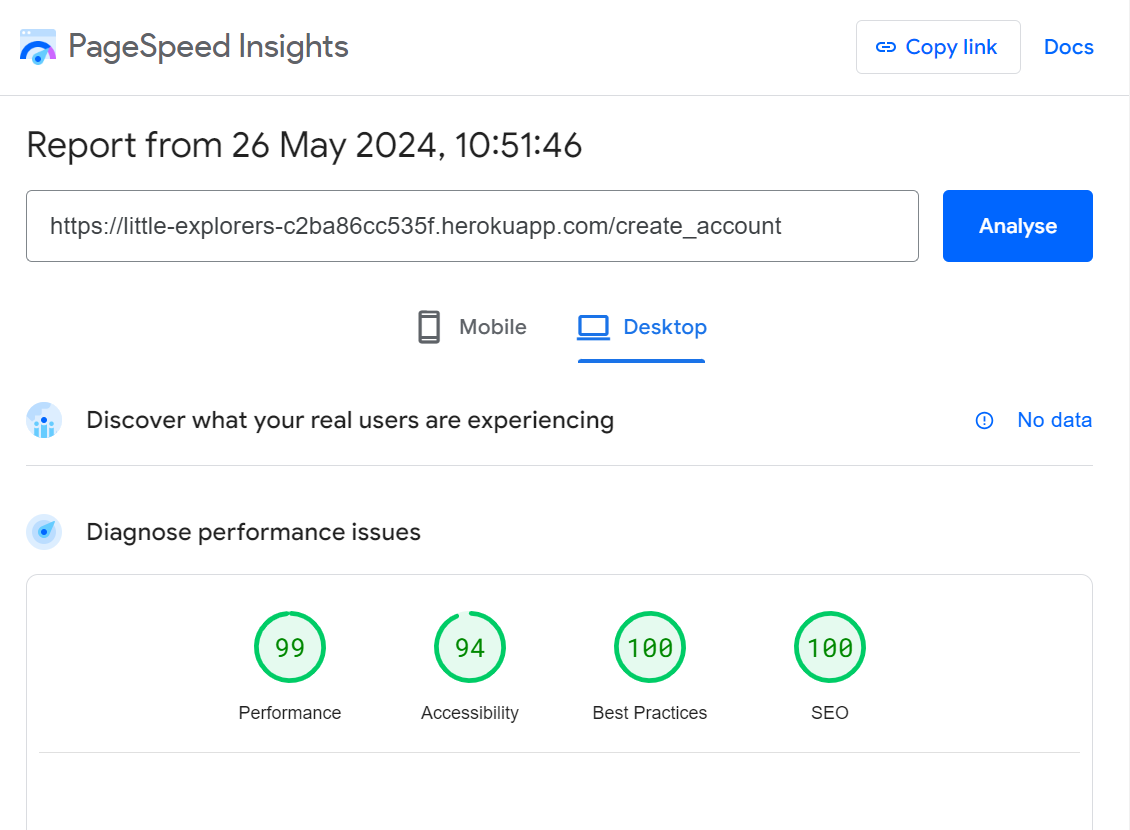 PageSpeed Insights
Copy link
Docs
Report from 26 May 2024, 10:51:46
https://little-explorers-c2ba86cc535f.herokuapp.com/create_account
Analyse
Mobile
Desktop
Discover what your real users are experiencing
No data
Diagnose performance issues
99
94
100
100
Performance
Accessibility
Best Practices
SEO